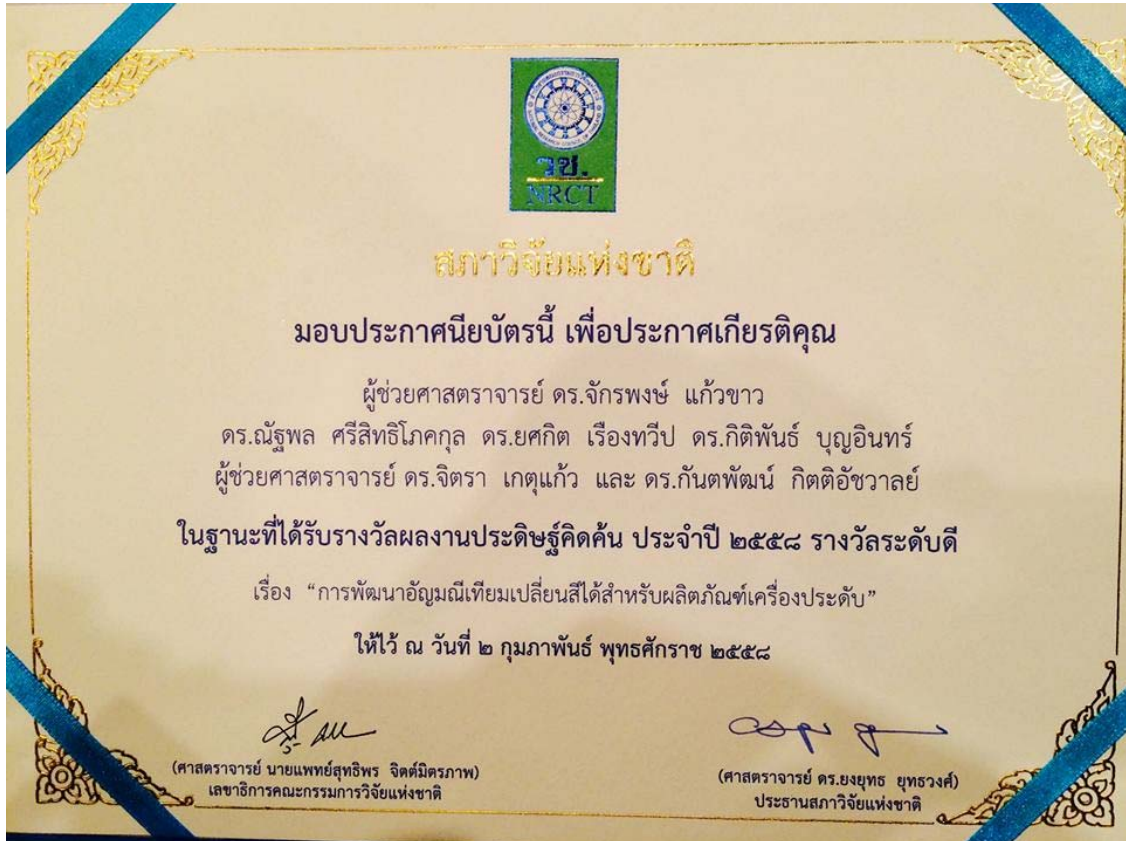 วช.
NRCT
สภาวิจัยแห่งชาติ
มอบประกาศนียบัตรนี้ เพื่อประกาศเกียรติคุณ
ผู้ช่วยศาสตราจารย์ ดร.จักรพงษ์ แก้วขาว
ดร.ณัฐพล ศรีสิทธิโภคกุล ดร.ยศกิต เรืองทวีป ดร.กิติพันธ์ บุญอินทร์
ผู้ช่วยศาสตราจารย์ ดร.จิตรา เกตุแก้ว และ ดร.กันตพัฒน์ กิตติอัชวาลย์
ในฐานะที่ได้รับรางวัลผลงานประดิษฐ์คิดค้น ประจำปี ๒๕๕๘ รางวัลระดับดี
เรื่อง “การพัฒนาอัญมณีเทียมเปลี่ยนสีได้สำหรับผลิตภัณฑ์เครื่องประดับ”
ให้ไว้ ณ วันที่ ๒ กุมภาพันธ์ พุทธศักราช ๒๕๕๘
(ศาสตราจารย์ นายแพทย์สุทธิพร จิตต์มิตรภาพ)
เลขาธิการคณะกรรมการวิจัยแห่งชาติ
(ศาสตราจารย์ ดร.ยงยุทธ ยุทธวงศ์)
ประธานสภาวิจัยแห่งชาติ